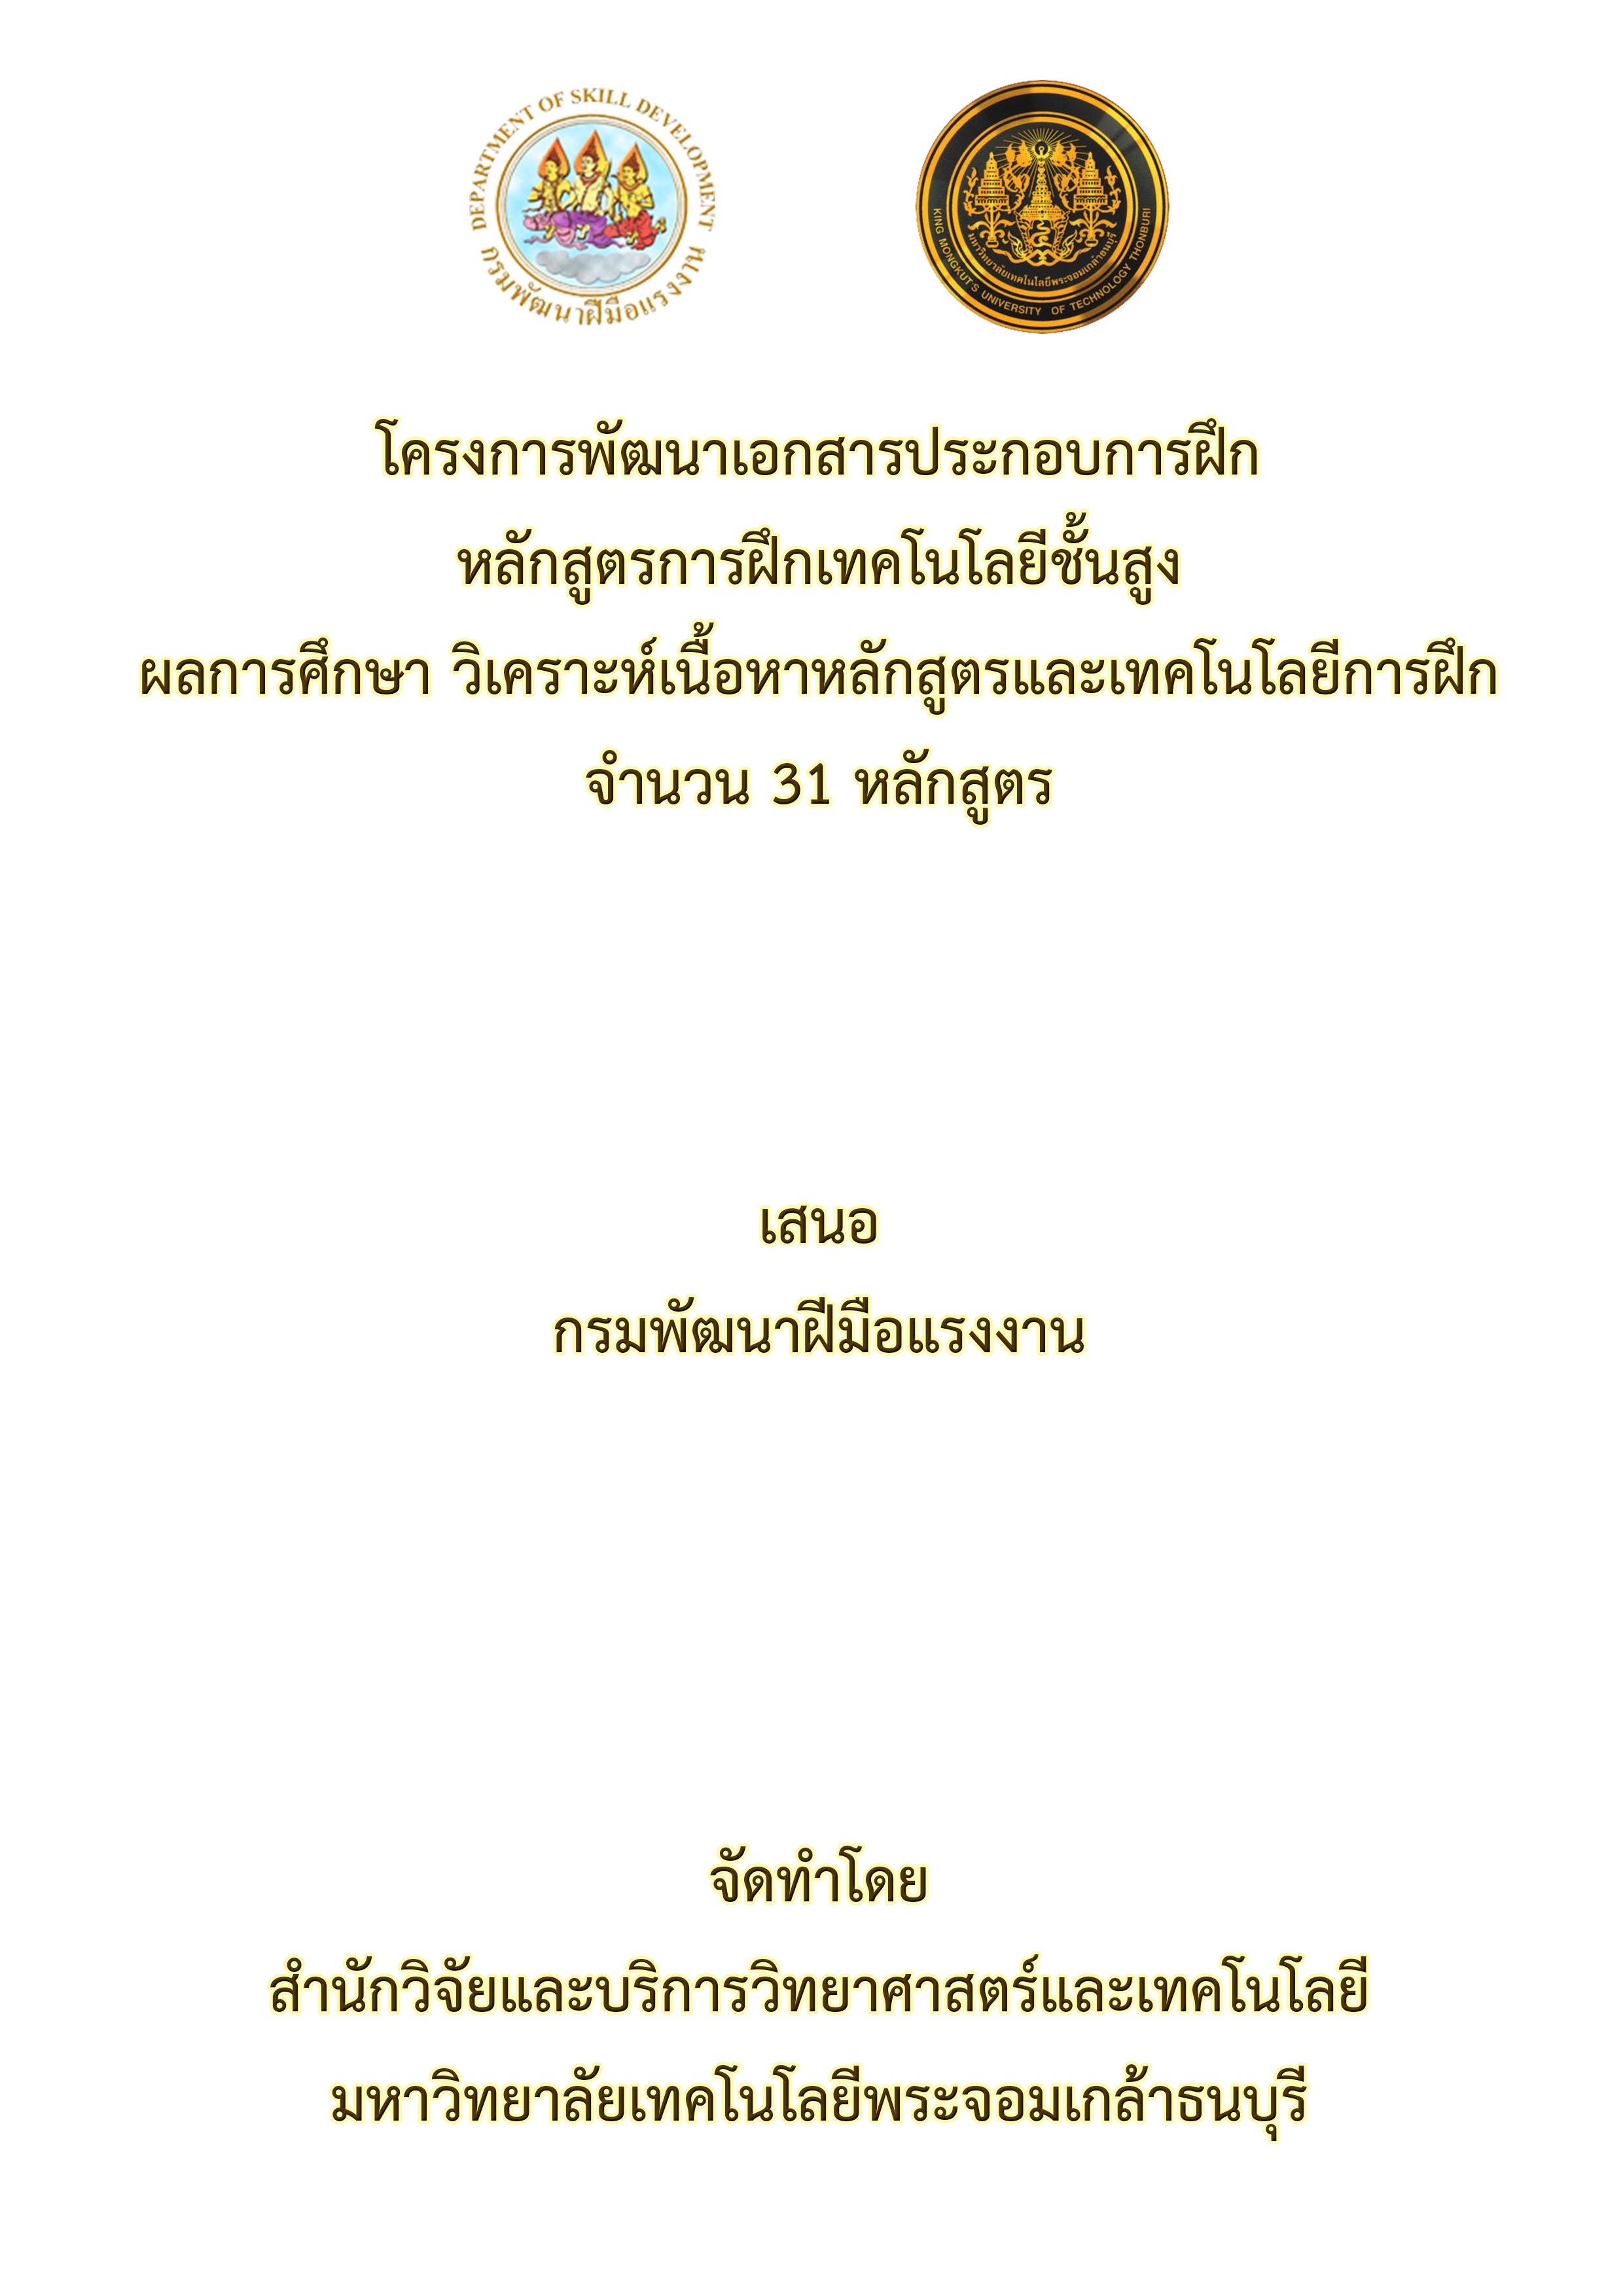 DEPARTMENT OF SKILL DEVELOPMENT
กรมพัฒนาฝีมือแรงงาน
มหาวิทยาลัยเทคโนโลยีพระจอมเกล้าธนบุรี
KING MONGKUT'S UNIVERSITY OF TECHNOLOGY THONBURI
โครงการพัฒนาเอกสารประกอบการฝึก
หลักสูตรการฝึกเทคโนโลยีชั้นสูง
ผลการศึกษา วิเคราะห์เนื้อหาหลักสูตรและเทคโนโลยีการฝึก
จำนวน 31 หลักสูตร
เสนอ
กรมพัฒนาฝีมือแรงงาน
จัดทำโดย
สำนักวิจัยและบริการวิทยาศาสตร์และเทคโนโลยี
มหาวิทยาลัยเทคโนโลยีพระจอมเกล้าธนบุรี